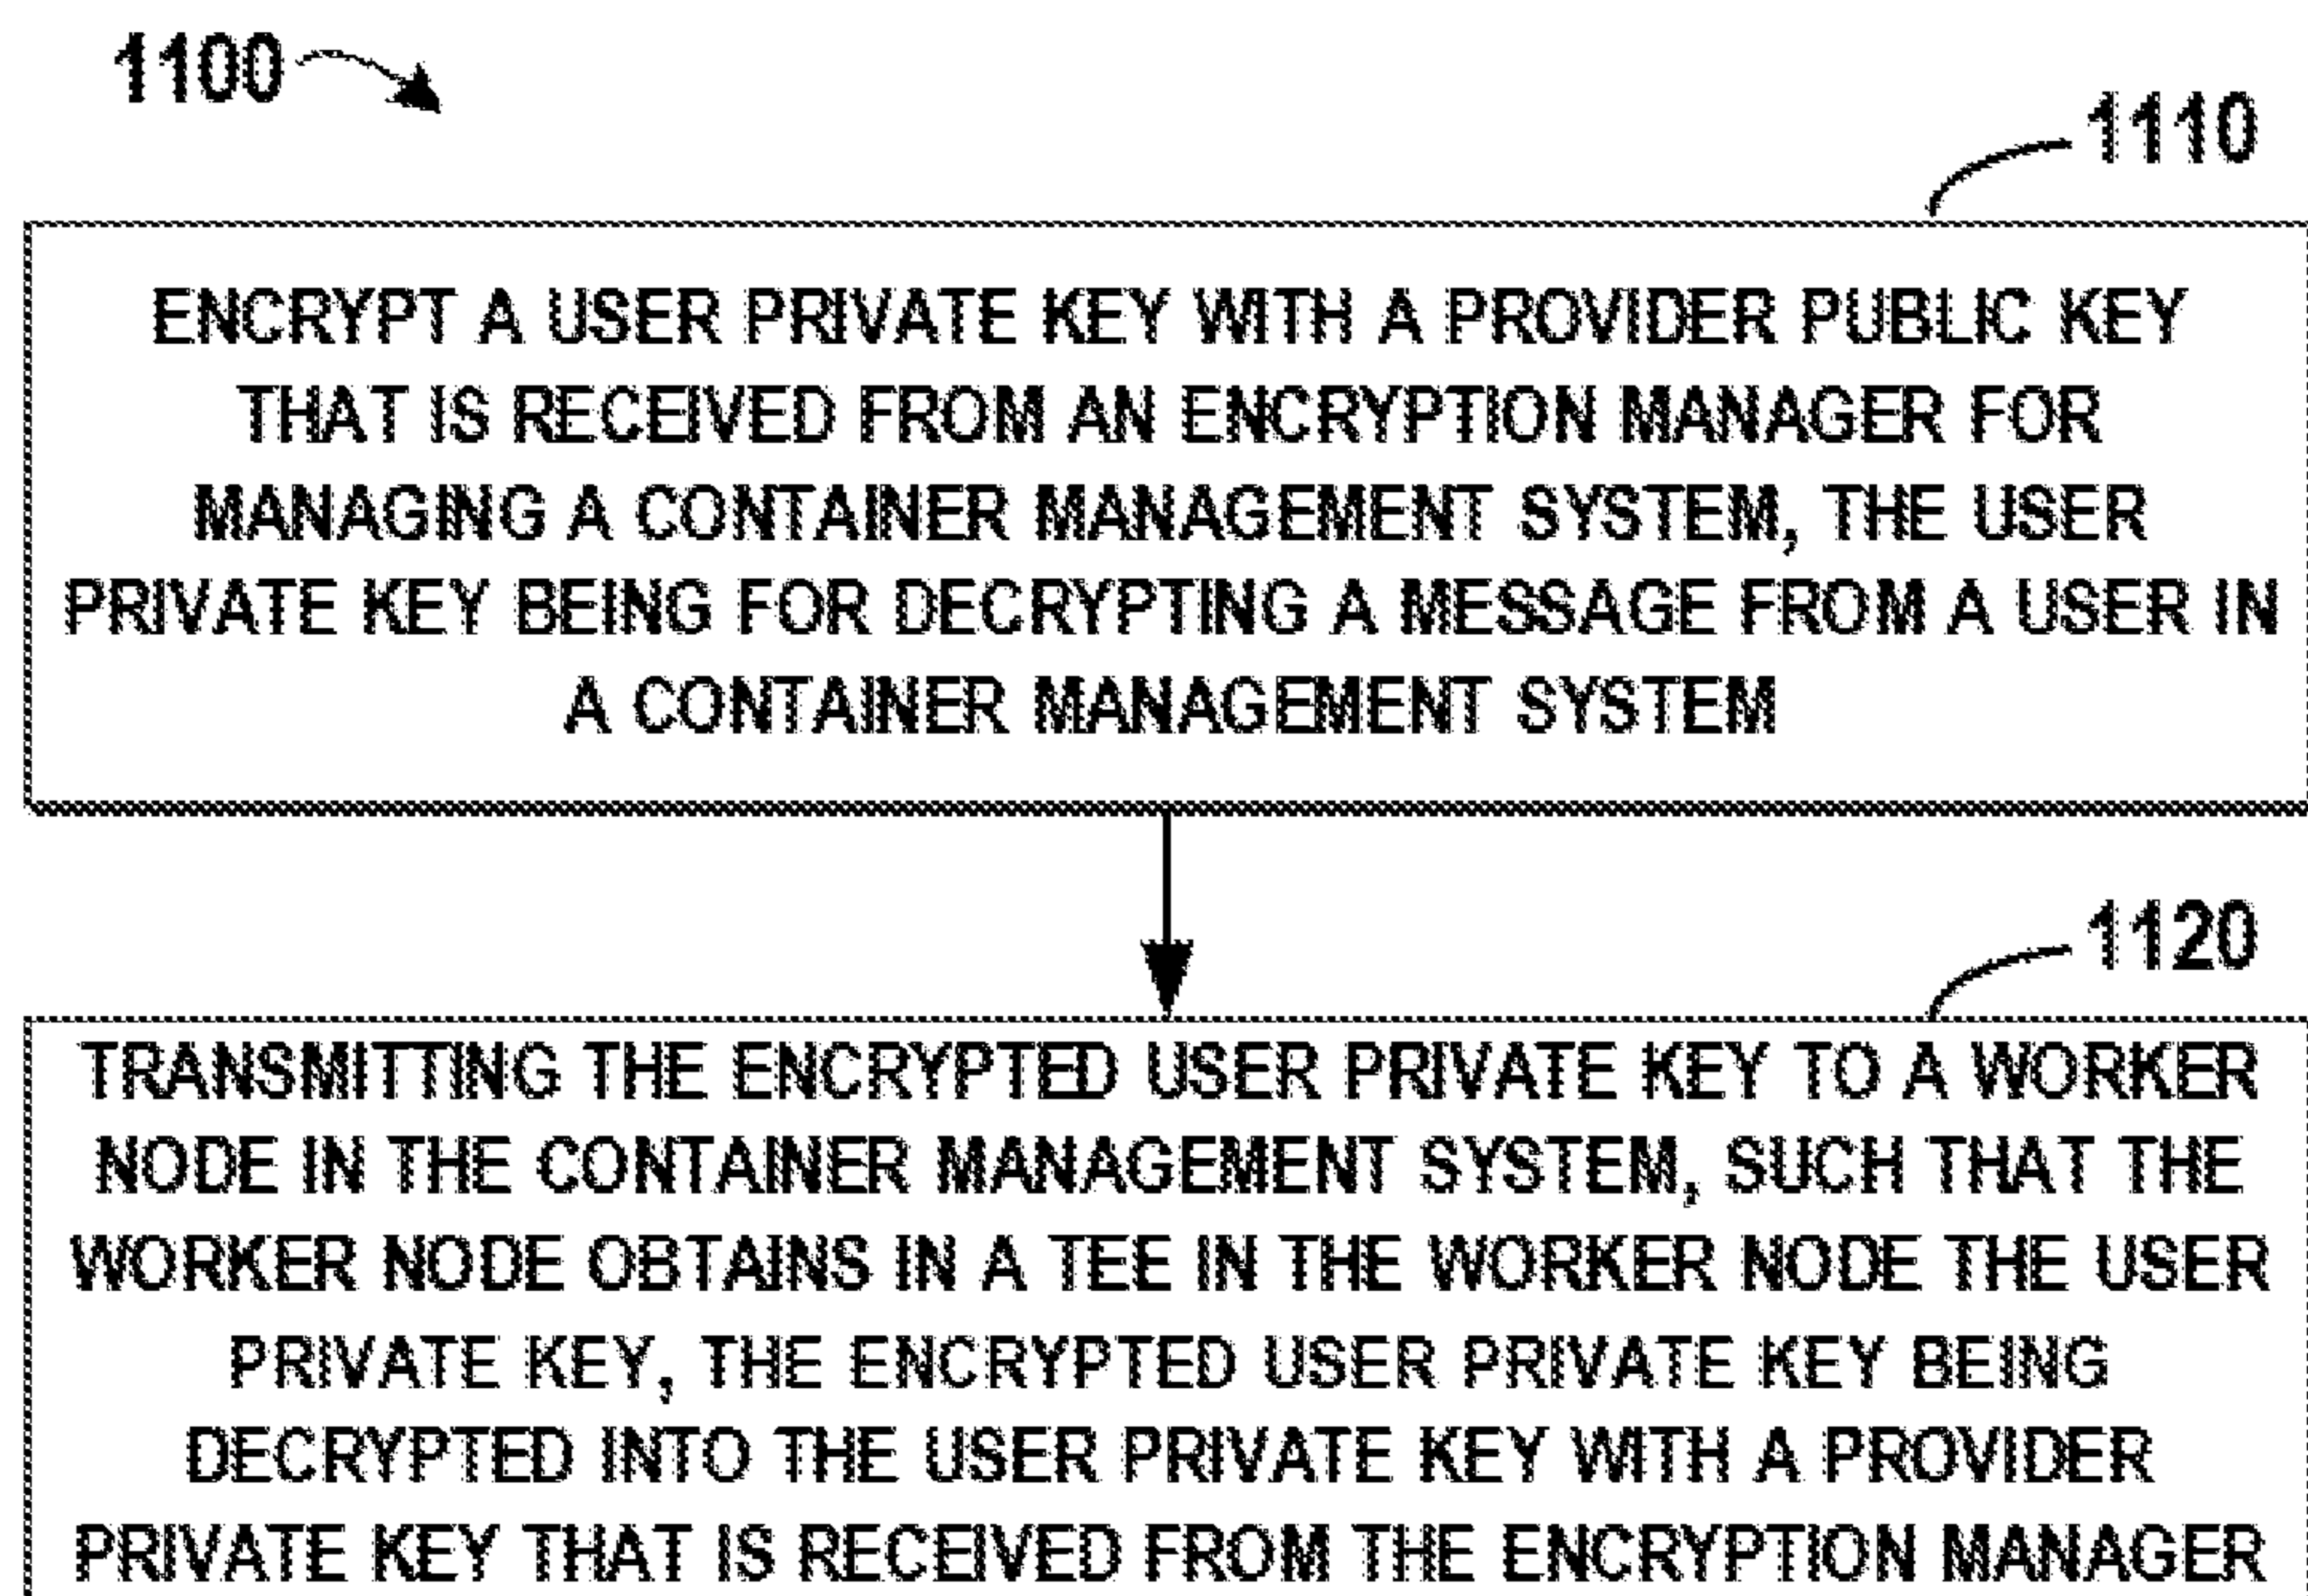 1100
1110
ENCRYPT A USER PRIVATE KEY WITH A PROVIDER PUBLIC KEY
THAT IS RECEIVED FROM AN ENCRYPTION MANAGER FOR
MANAGING A CONTAINER MANAGEMENT SYSTEM, THE USER
PRIVATE KEY BEING FOR DECRYPTING A MESSAGE FROM A USER IN
A CONTAINER MANAGEMENT SYSTEM
1120
TRANSMITTING THE ENCRYPTED USER PRIVATE KEY TO A WORKER
NODE IN THE CONTAINER MANAGEMENT SYSTEM, SUCH THAT THE
WORKER NODE OBTAINS IN A TEE IN THE WORKER NODE THE USER
PRIVATE KEY, THE ENCRYPTED USER PRIVATE KEY BEING
DECRYPTED INTO THE USER PRIVATE KEY WITH A PROVIDER
PRIVATE KEY THAT IS RECEIVED FROM THE ENCRYPTION MANAGER